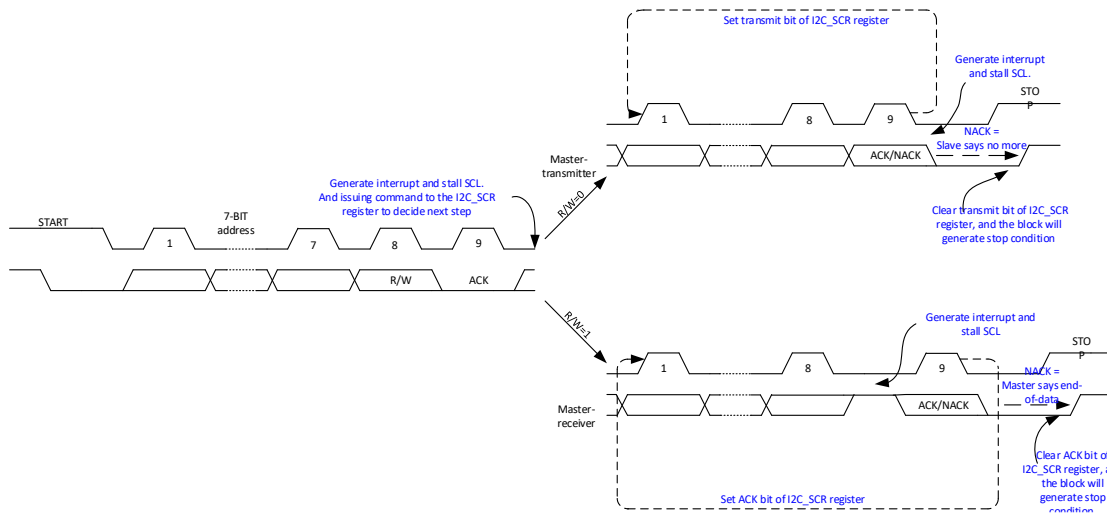 Set transmit bit of I2C_SCR register
Generate interrupt
and stall SCL.
STO
P
1
8
9
NACK =
Slave says no more
Master-
transmitter
ACK/NACK
Generate interrupt and stall SCL.
And issuing command to the I2C_SCR
register to decide next step
R/W=0
Clear transmit bit of I2C_SCR
register, and the block will
generate stop condition
START
7-BIT
address
1
7
8
9
R/W
ACK
R/W=1
Generate interrupt and
stall SCL
STO
P
1
8
9
NACK =
Master says end-
of-data
Master-
receiver
ACK/NACK
Clear ACK bit of
I2C_SCR register, a
the block will
generate stop
condition
Set ACK bit of I2C_SCR register